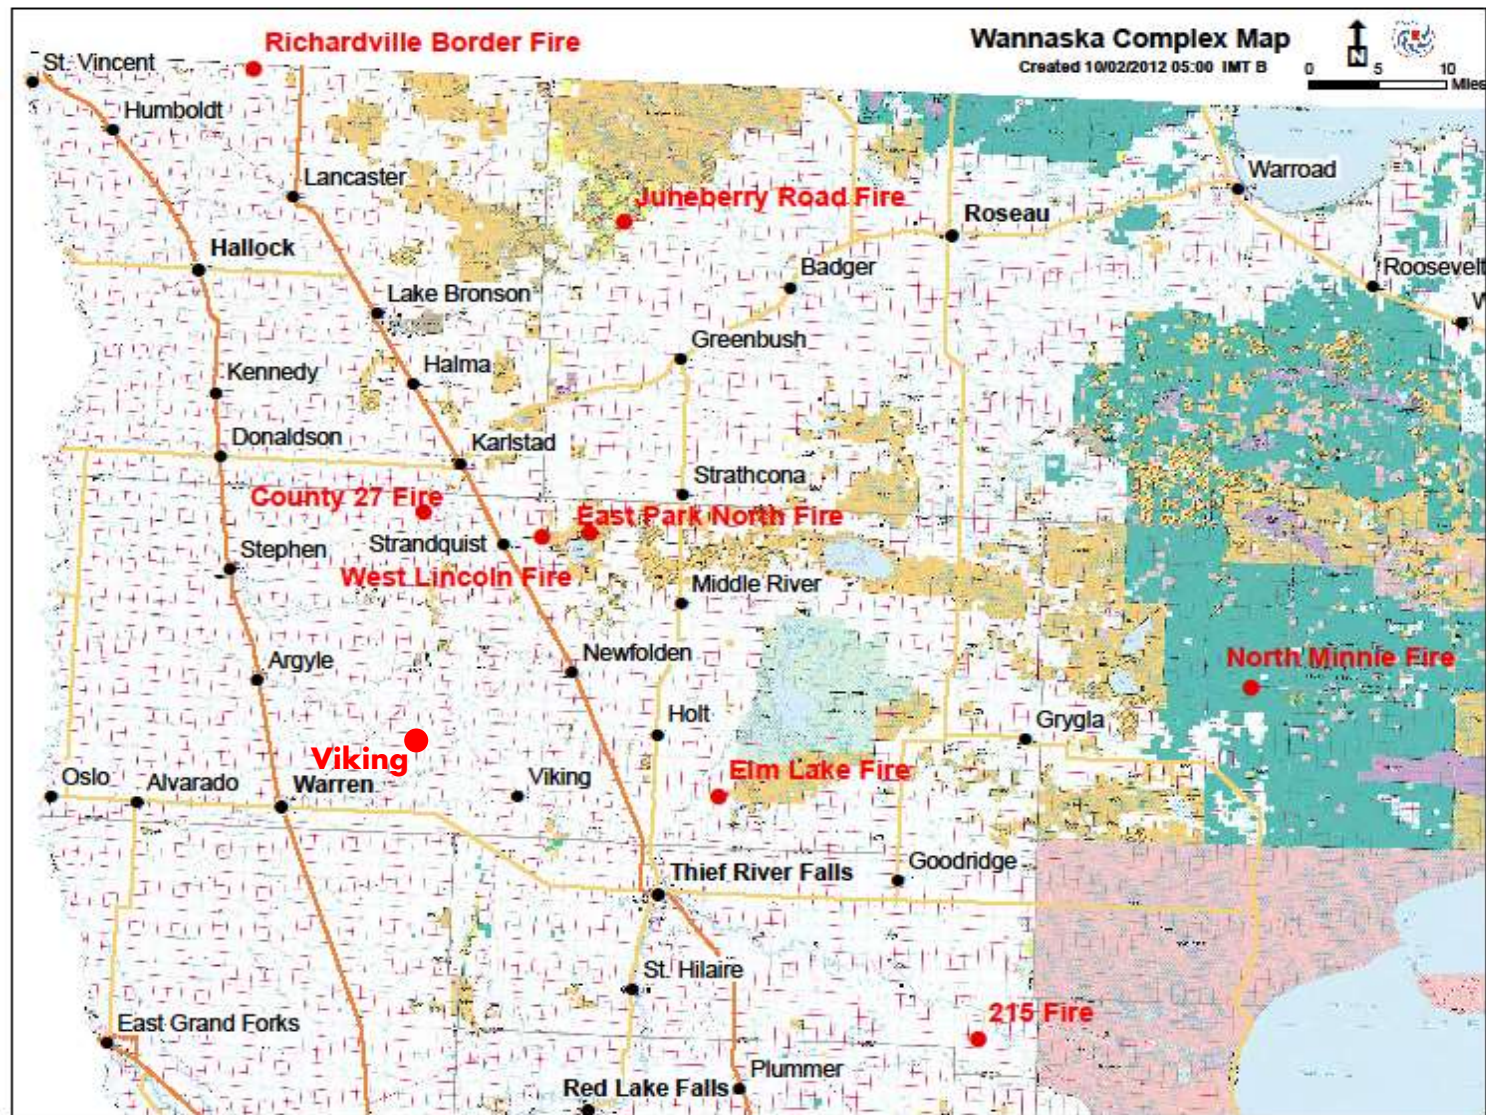 Richardville Border Fire
Wannaska Complex Map
Created 10/02/2012 05:00 IMT B
N
0 5 10
Miles
St. Vincent
Humboldt
Lancaster
Juneberry Road Fire
Warroad
Roseau
Hallock
Badger
Roosevelt
Lake Bronson
W
Greenbush
Halma
Kennedy
Donaldson
Karlstad
Strathcona
County 27 Fire
East Park North Fire
Stephen
Strandquist
West Lincoln Fire
Middle River
Argyle
Newfolden
North Minnie Fire
Holt
Grygla
Viking
Oslo
Alvarado
Warren
Viking
Elm Lake Fire
Thief River Falls
Goodridge
St. Hilaire
215 Fire
East Grand Forks
Plummer
Red Lake Falls